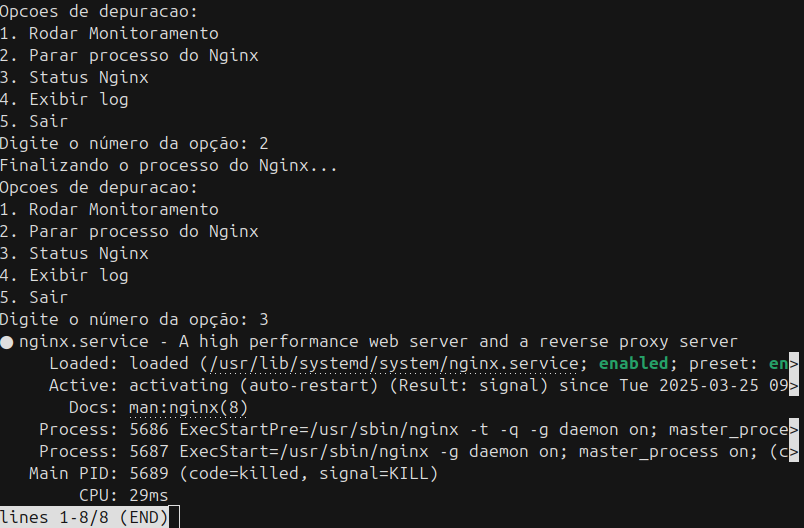 Opcoes de depuracao:
1. Rodar Monitoramento
2. Parar processo do Nginx
3. Status Nginx
4. Exibir log
5. Sair
Digite o número da opção: 2
Finalizando o processo do Nginx...
Opcoes de depuracao:
1. Rodar Monitoramento
2. Parar processo do Nginx
3. Status Nginx
4. Exibir log
5. Sair
Digite o número da opção: 3
● nginx.service - A high performance web server and a reverse proxy server
Loaded: loaded (/usr/lib/systemd/system/nginx.service; enabled; preset: en>
Active: activating (auto-restart) (Result: signal) since Tue 2025-03-25 09>
Docs: man:nginx(8)
Process: 5686 ExecStartPre=/usr/sbin/nginx -t -q -g daemon on; master_proce>
Process: 5687 ExecStart=/usr/sbin/nginx -g daemon on; master_process on; (c>
Main PID: 5689 (code=killed, signal=KILL)
CPU: 29ms
lines 1-8/8 (END)